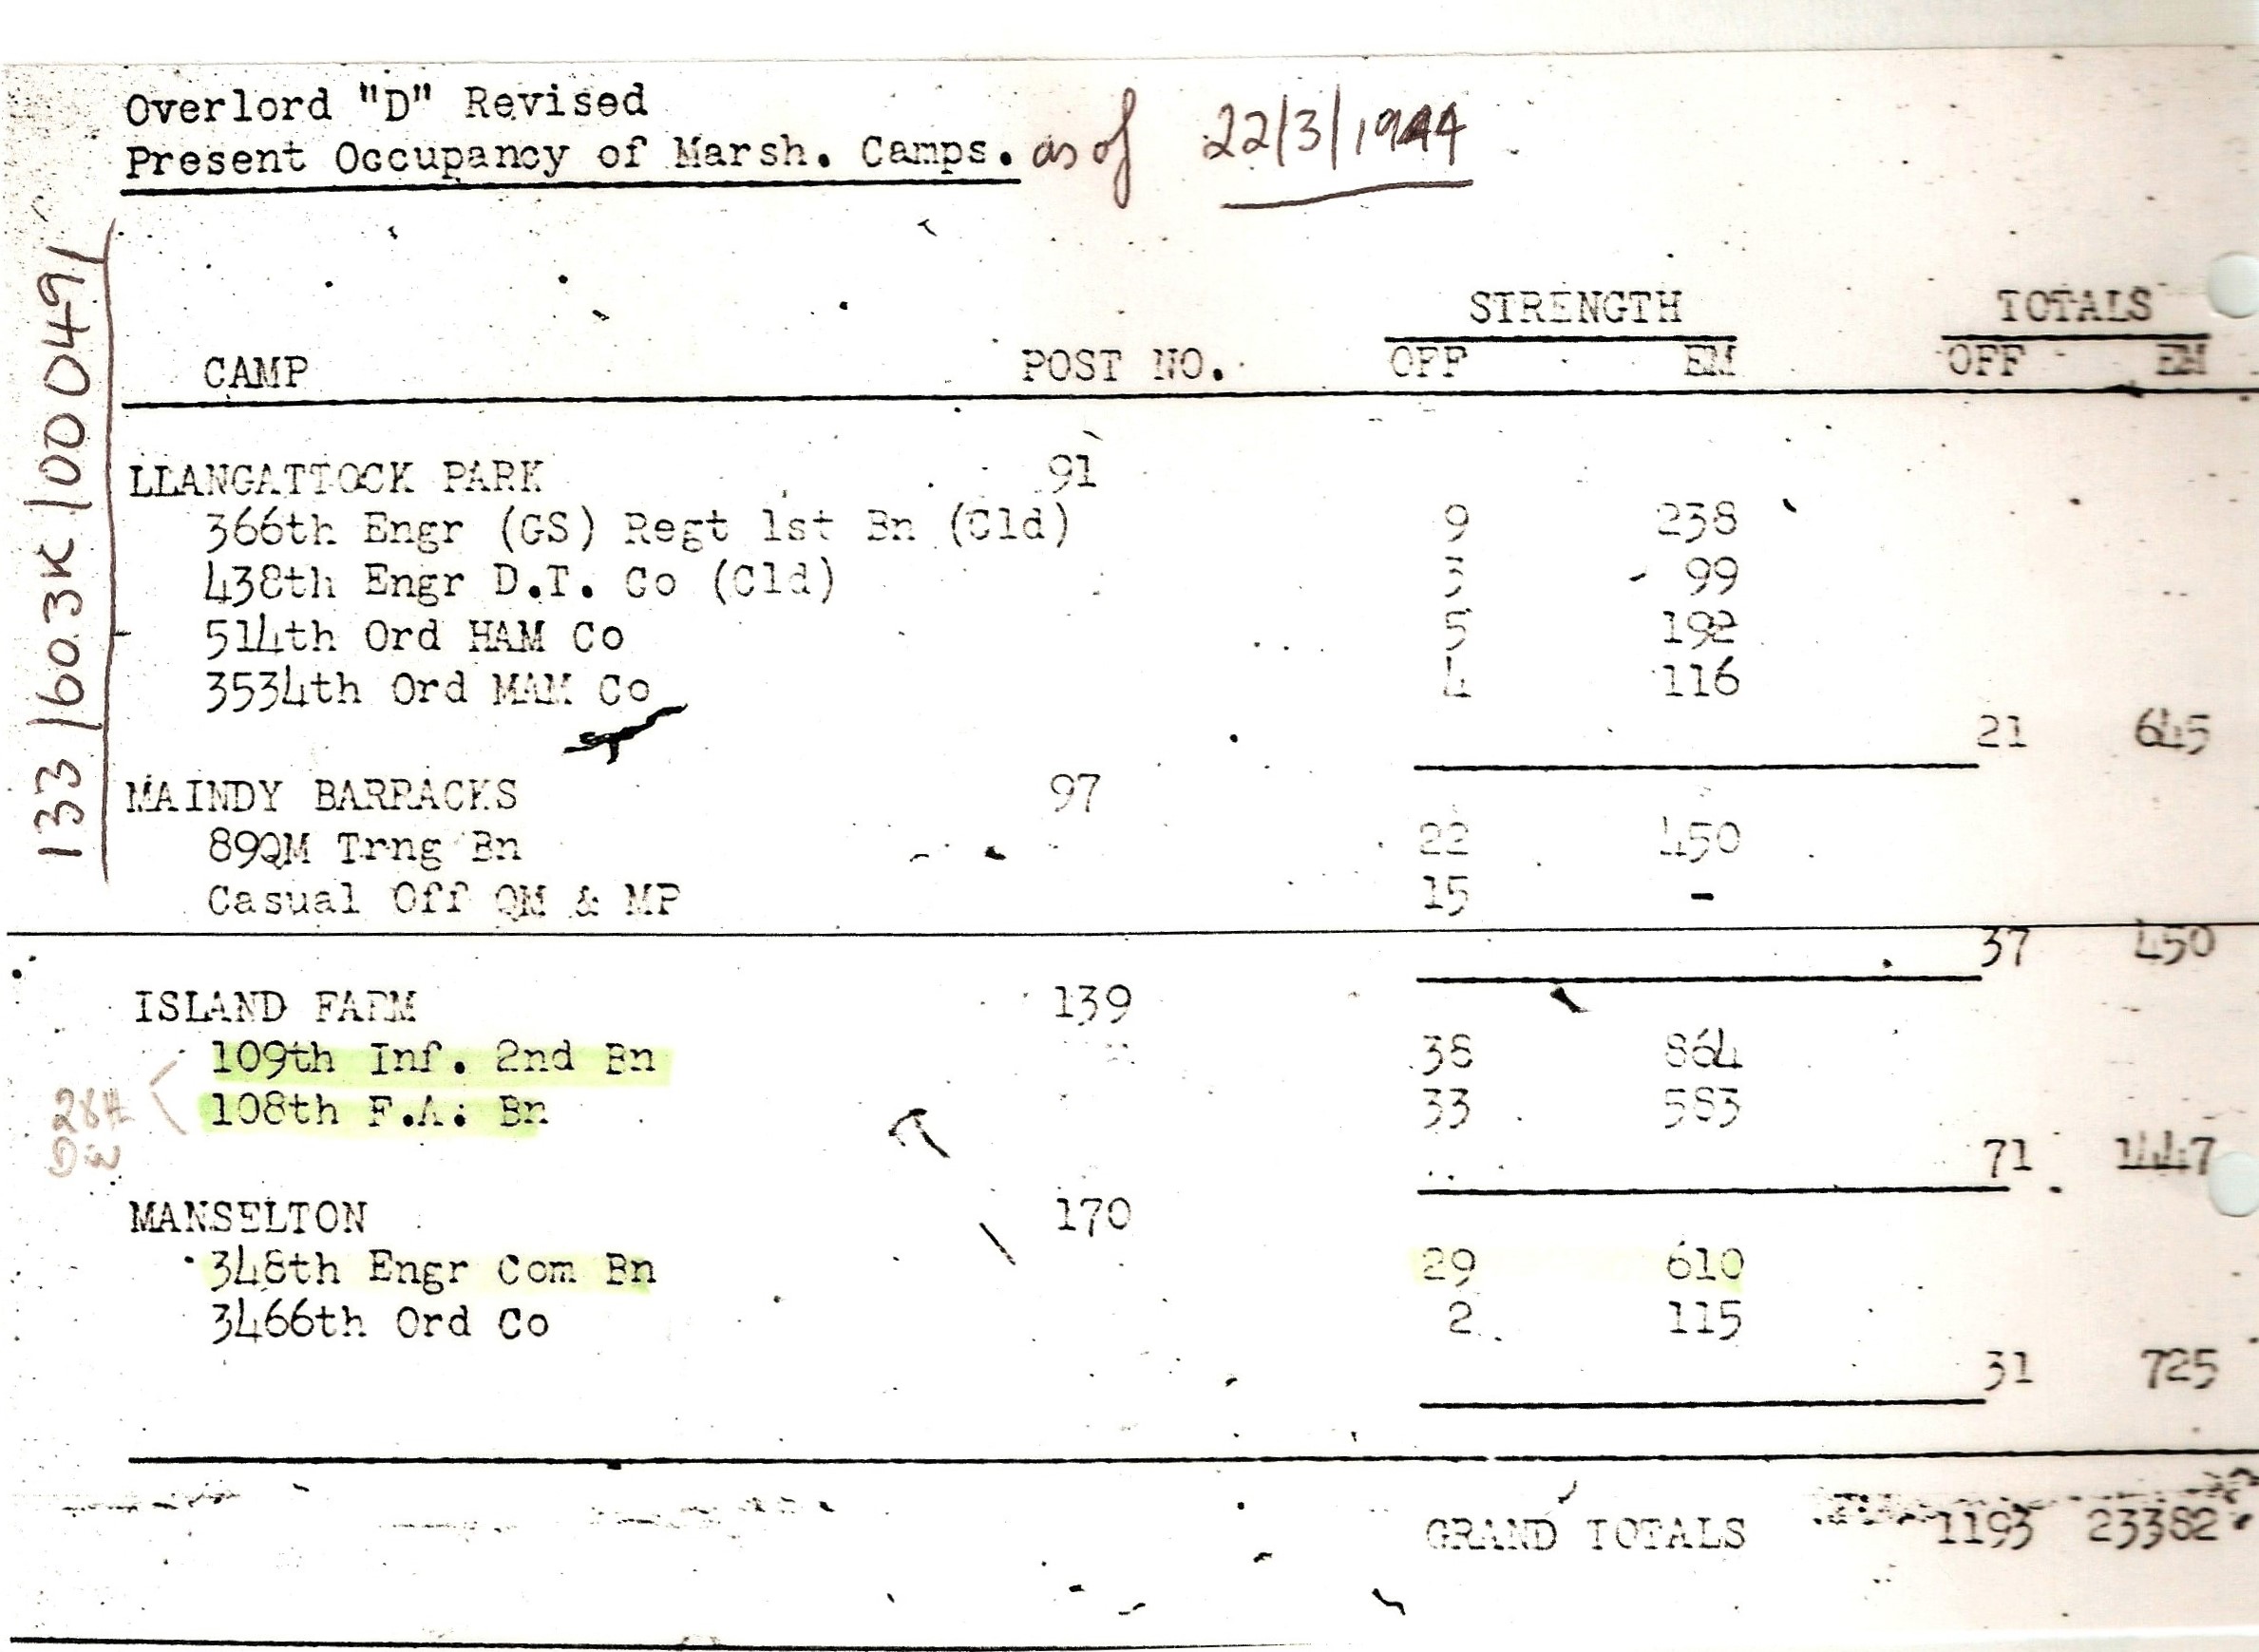 Overlord "D" Revised
Present Occupancy of Marsh. Camps. as of 22/3/1944
133/60.3K/100049/
STRENGTH TOTALS
CAMP POST NO. OFF EM OFF EM
LLANGATTOCK PARK 91
366th Engr (GS) Regt 1st Bn (Cld) 9 238
438th Engr D.T. Co (Cld) 3 99
514th Ord HAM Co 5 192
3534th Ord MAM Co 4 116
21 645
MAINDY BARRACKS 97
89QM Trng Bn 22 450
Casual Off QM & MP 15 -
37 450
ISLAND FARM 139
109th Inf. 2nd Bn 38 864
108th F.A. Bn 33 583
28th
Div
71 1447
MANSELTON 170
348th Engr Com Bn 29 610
3466th Ord Co 2 115
31 725
GRAND TOTALS 1193 23382